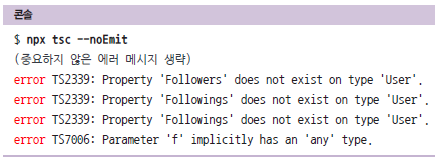 콘솔
$ npx tsc --noEmit
(중요하지 않은 에러 메시지 생략)
error TS2339: Property 'Followers' does not exist on type 'User'.
error TS2339: Property 'Followings' does not exist on type 'User'.
error TS2339: Property 'Followings' does not exist on type 'User'.
error TS7006: Parameter 'f' implicitly has an 'any' type.